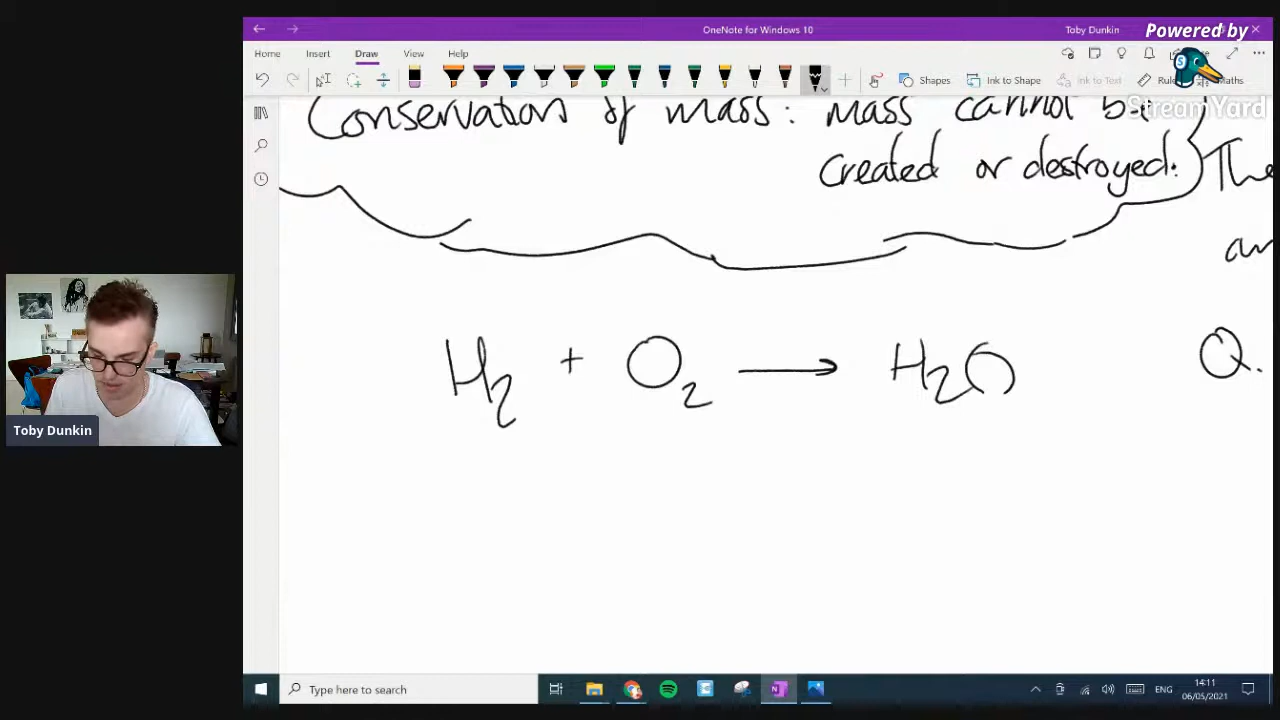 OneNote for Windows 10
Toby Dunkin
Powered by
StreamYard
Home Insert Draw View Help
Shapes Ink to Shape Ink to Text Maths
Conservation of mass: mass cannot be
created or destroyed.
The
H2 + O2 → H2O
Q.
Toby Dunkin
Type here to search
ENG
14:11
06/05/2021